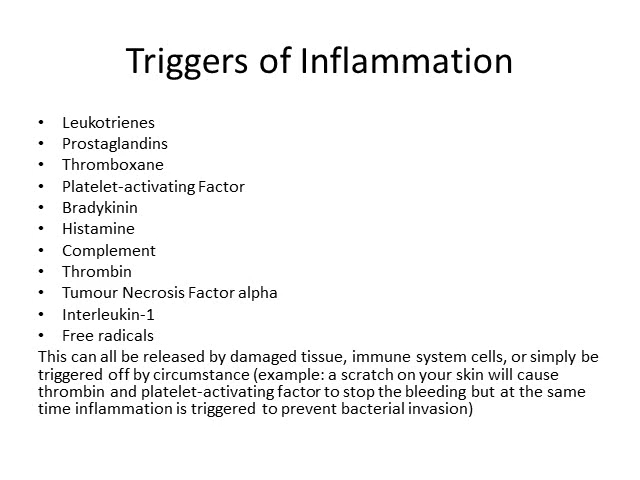 Triggers of Inflammation
• Leukotrienes
• Prostaglandins
• Thromboxane
• Platelet-activating Factor
• Bradykinin
• Histamine
• Complement
• Thrombin
• Tumour Necrosis Factor alpha
• Interleukin-1
• Free radicals
This can all be released by damaged tissue, immune system cells, or simply be
triggered off by circumstance (example: a scratch on your skin will cause
thrombin and platelet-activating factor to stop the bleeding but at the same
time inflammation is triggered to prevent bacterial invasion)